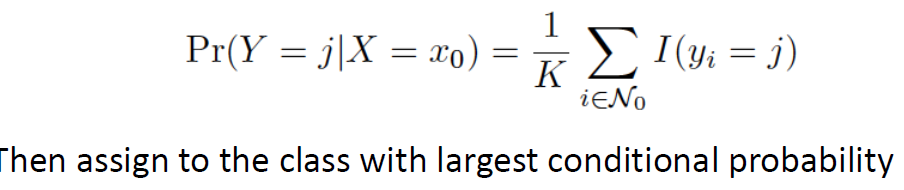 Pr(Y = j|X = x₀) = 1/K ∑_{i∈𝒩₀} I(yᵢ = j)
Then assign to the class with largest conditional probability